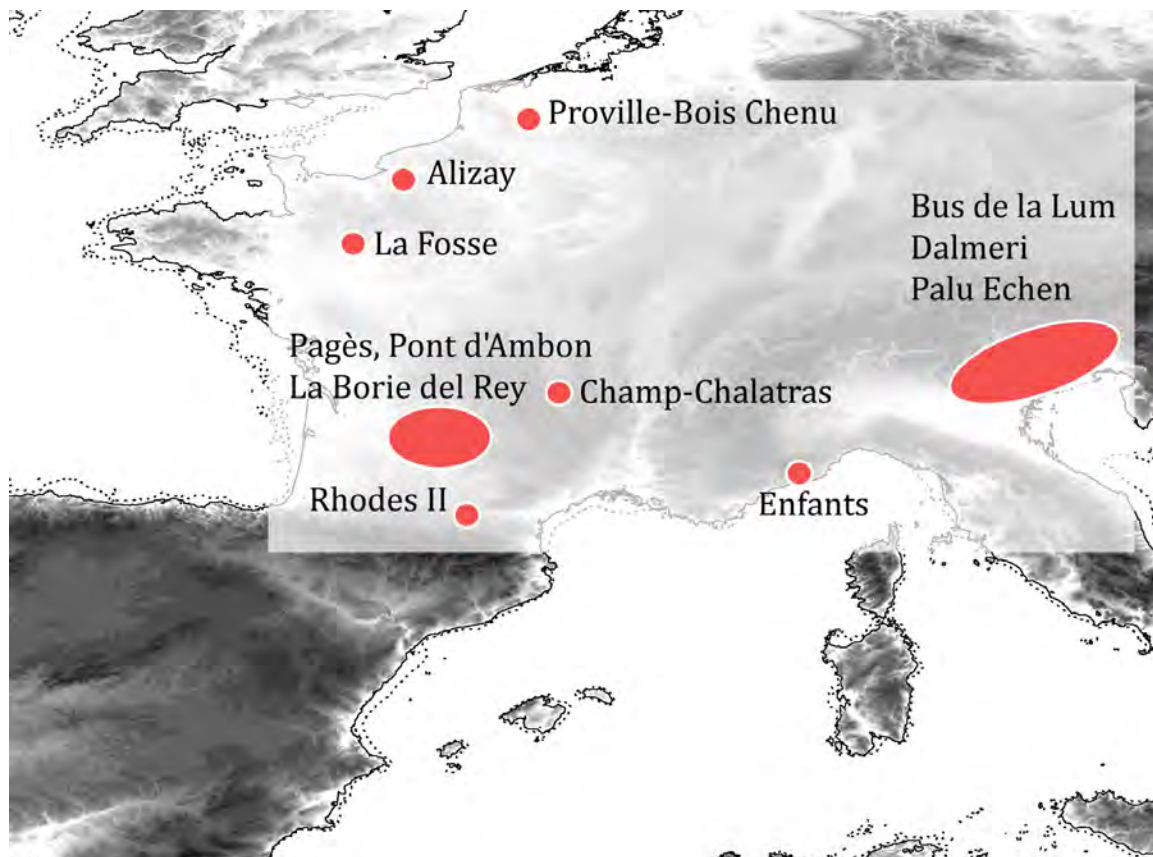 Proville-Bois Chenu
Alizay
La Fosse
Bus de la Lum
Dalmeri
Palu Echen
Pagès, Pont d'Ambon
La Borie del Rey
Champ-Chalatras
Rhodes II
Enfants